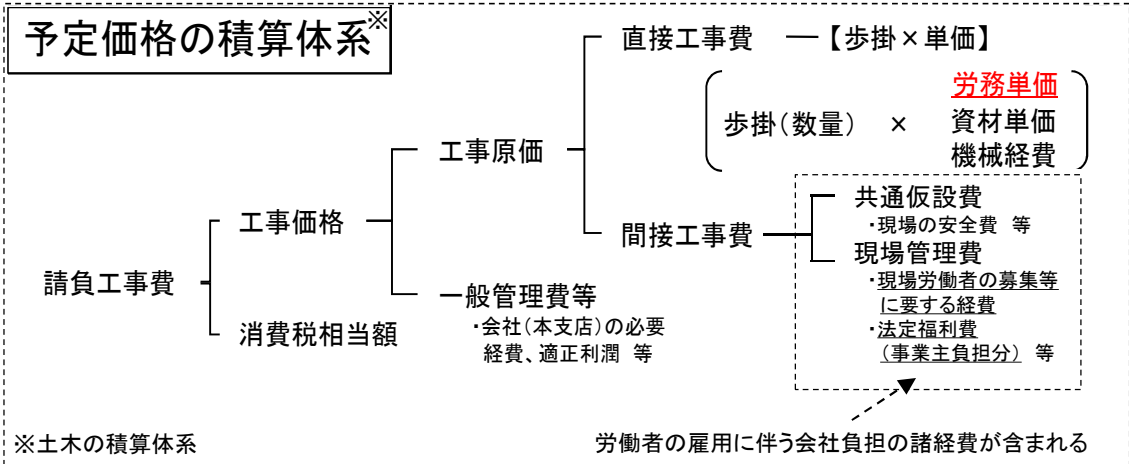 予定価格の積算体系※
直接工事費 ―【歩掛×単価】
労務単価
歩掛(数量) × 資材単価
機械経費
工事原価
共通仮設費
・現場の安全費 等
工事価格
間接工事費
現場管理費
・現場労働者の募集等
に要する経費
請負工事費
一般管理費等
・会社(本支店)の必要
経費、適正利潤 等
・法定福利費
(事業主負担分) 等
消費税相当額
※土木の積算体系
労働者の雇用に伴う会社負担の諸経費が含まれる